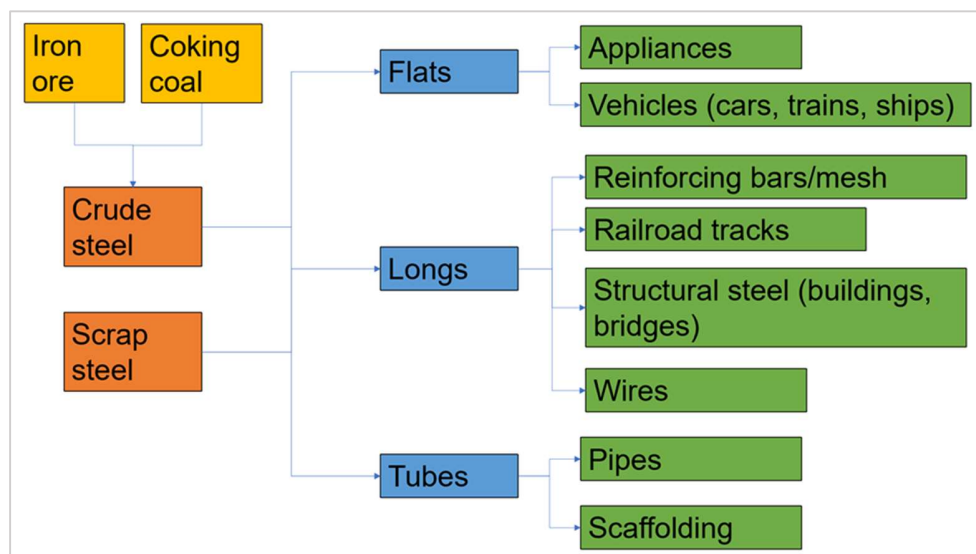 Iron
ore
Coking
coal
Crude
steel
Scrap
steel
Flats
Longs
Tubes
Appliances
Vehicles (cars, trains, ships)
Reinforcing bars/mesh
Railroad tracks
Structural steel (buildings,
bridges)
Wires
Pipes
Scaffolding